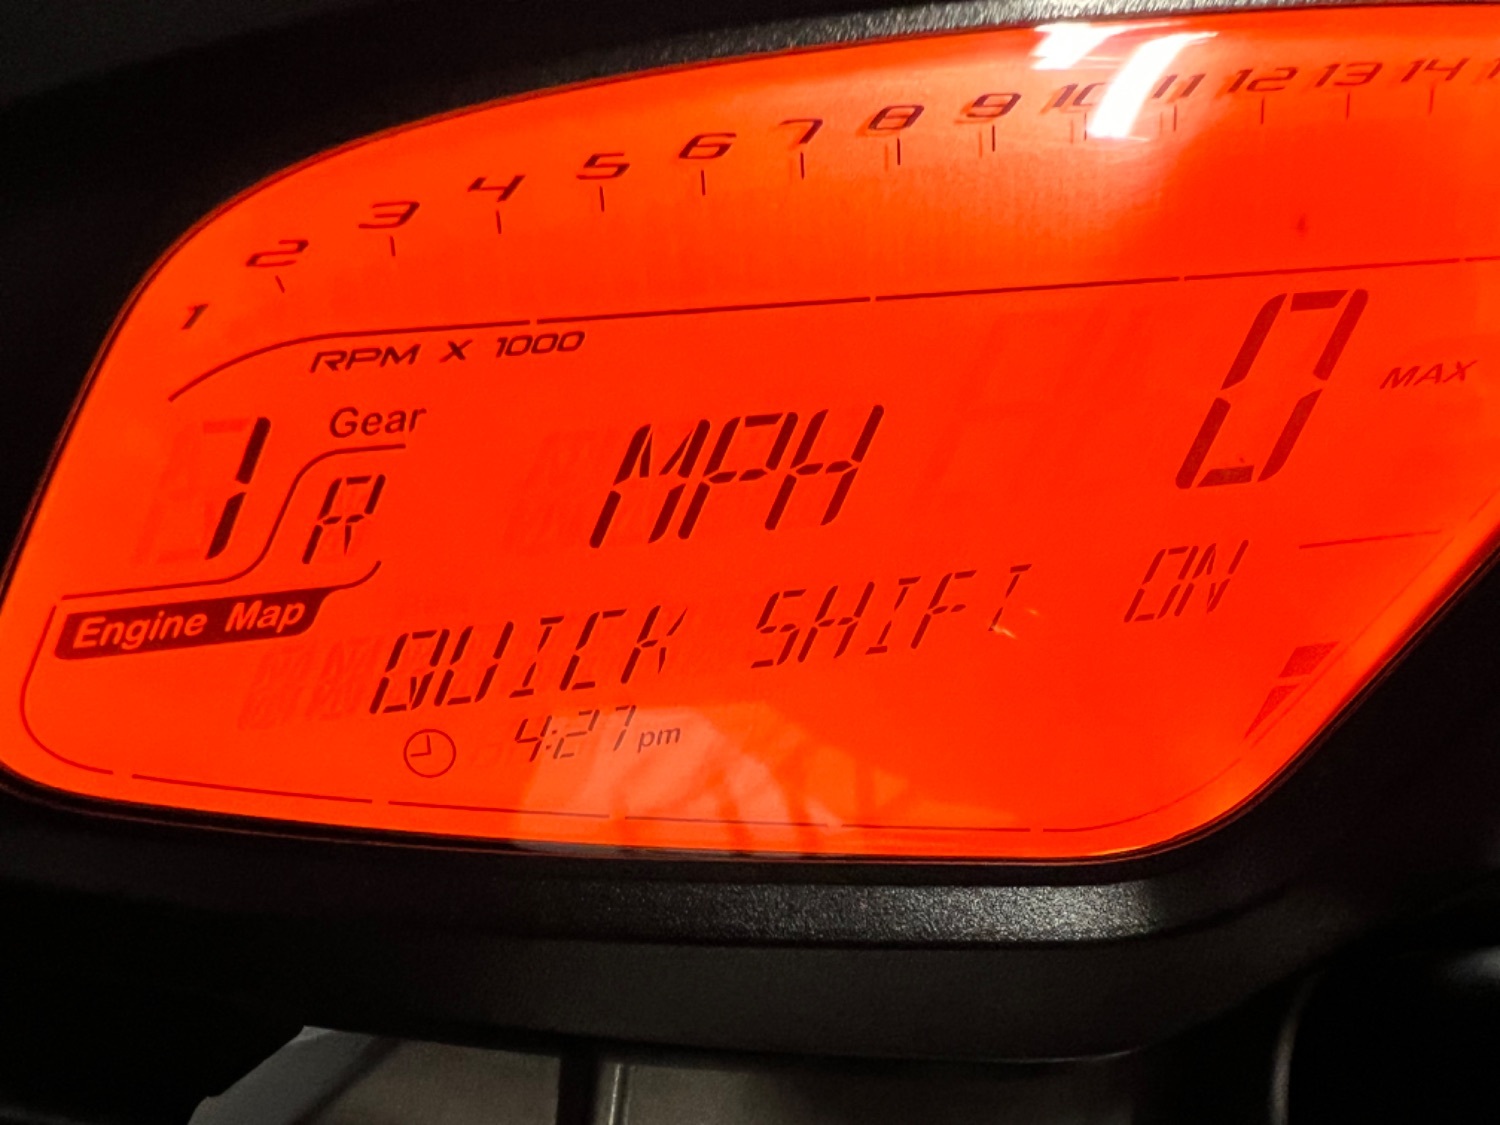 1 2 3 4 5 6 7 8 9 10 11 12 13 14
RPM X 1000
0 MAX
Gear
1 R MPH
Engine Map
QUICK SHIFT ON
4:27 pm